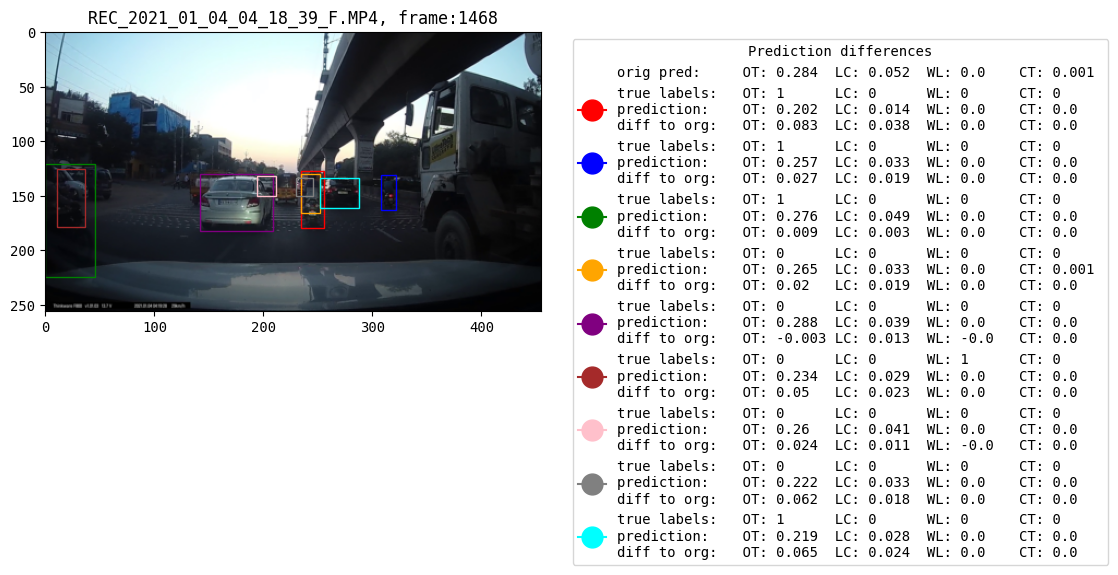 REC_2021_01_04_04_18_39_F.MP4, frame:1468
0
50
100
150
200
250
0 100 200 300 400
Prediction differences
orig pred: OT: 0.284 LC: 0.052 WL: 0.0 CT: 0.001
true labels: OT: 1 LC: 0 WL: 0 CT: 0
prediction: OT: 0.202 LC: 0.014 WL: 0.0 CT: 0.0
diff to org: OT: 0.083 LC: 0.038 WL: 0.0 CT: 0.0
true labels: OT: 1 LC: 0 WL: 0 CT: 0
prediction: OT: 0.257 LC: 0.033 WL: 0.0 CT: 0.0
diff to org: OT: 0.027 LC: 0.019 WL: 0.0 CT: 0.0
true labels: OT: 1 LC: 0 WL: 0 CT: 0
prediction: OT: 0.276 LC: 0.049 WL: 0.0 CT: 0.0
diff to org: OT: 0.009 LC: 0.003 WL: 0.0 CT: 0.0
true labels: OT: 0 LC: 0 WL: 0 CT: 0
prediction: OT: 0.265 LC: 0.033 WL: 0.0 CT: 0.001
diff to org: OT: 0.02 LC: 0.019 WL: 0.0 CT: 0.0
true labels: OT: 0 LC: 0 WL: 0 CT: 0
prediction: OT: 0.288 LC: 0.039 WL: 0.0 CT: 0.0
diff to org: OT: -0.003 LC: 0.013 WL: -0.0 CT: 0.0
true labels: OT: 0 LC: 0 WL: 1 CT: 0
prediction: OT: 0.234 LC: 0.029 WL: 0.0 CT: 0.0
diff to org: OT: 0.05 LC: 0.023 WL: 0.0 CT: 0.0
true labels: OT: 0 LC: 0 WL: 0 CT: 0
prediction: OT: 0.26 LC: 0.041 WL: 0.0 CT: 0.0
diff to org: OT: 0.024 LC: 0.011 WL: -0.0 CT: 0.0
true labels: OT: 0 LC: 0 WL: 0 CT: 0
prediction: OT: 0.222 LC: 0.033 WL: 0.0 CT: 0.0
diff to org: OT: 0.062 LC: 0.018 WL: 0.0 CT: 0.0
true labels: OT: 1 LC: 0 WL: 0 CT: 0
prediction: OT: 0.219 LC: 0.028 WL: 0.0 CT: 0.0
diff to org: OT: 0.065 LC: 0.024 WL: 0.0 CT: 0.0